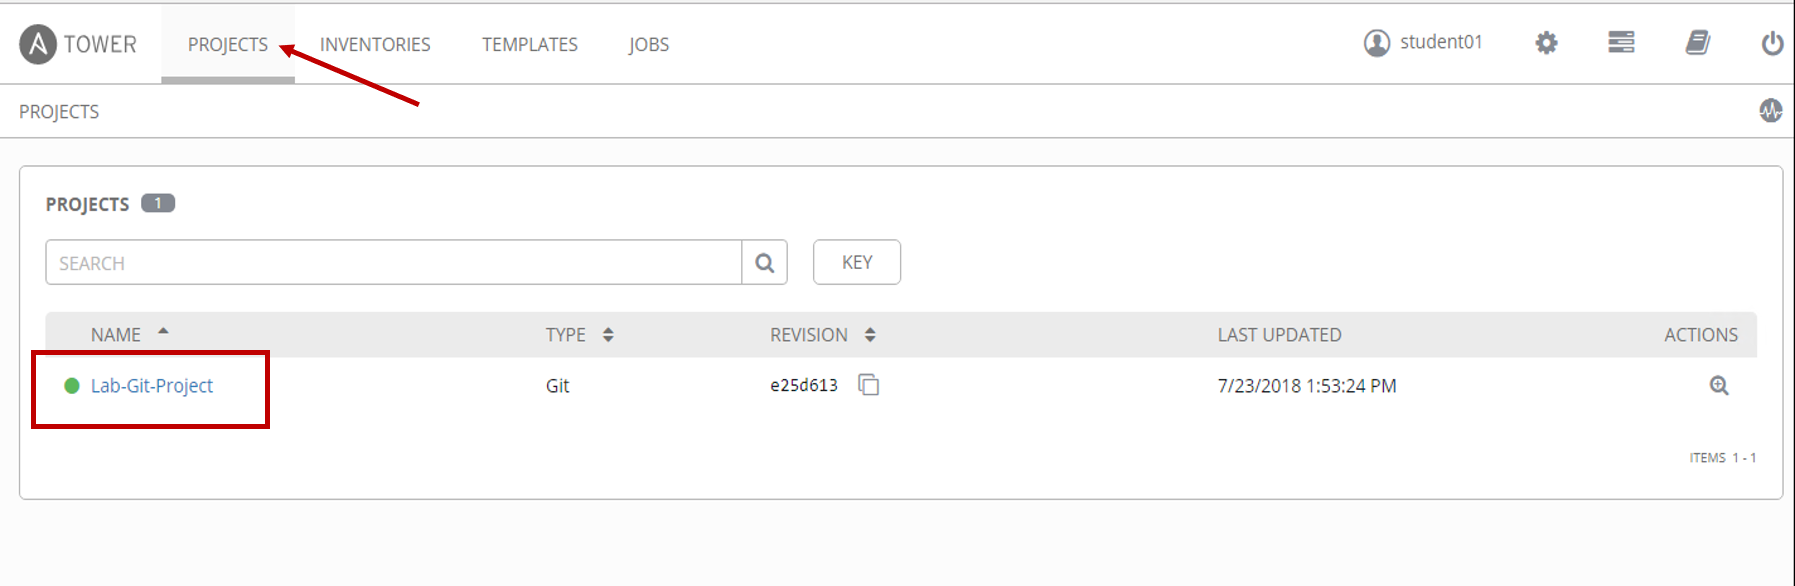 TOWER PROJECTS INVENTORIES TEMPLATES JOBS student01
PROJECTS
PROJECTS 1
SEARCH KEY
NAME TYPE REVISION LAST UPDATED ACTIONS
Lab-Git-Project Git e25d613 7/23/2018 1:53:24 PM
ITEMS 1 - 1